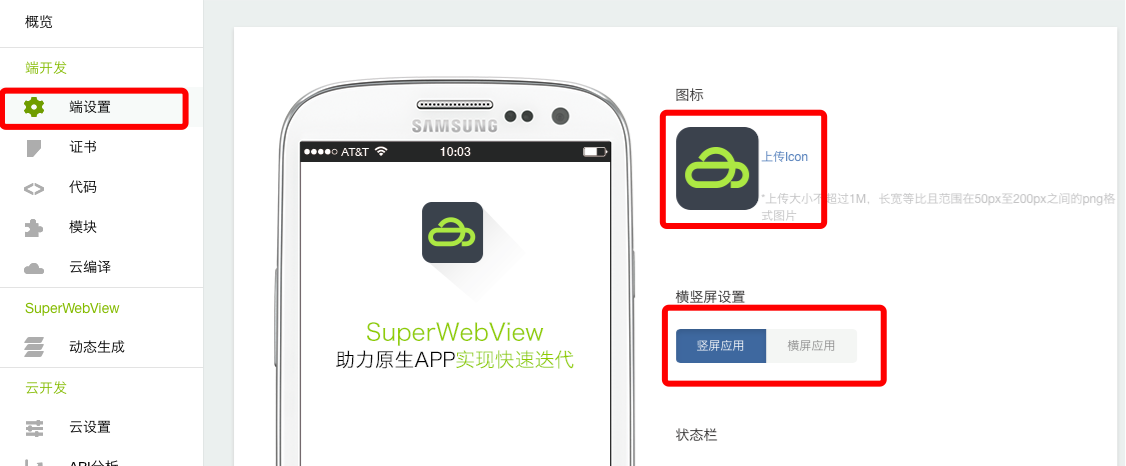 概览
端开发
端设置
证书
代码
模块
云编译
SuperWebView
动态生成
云开发
云设置
API分析
SAMSUNG
AT&T
10:03
SuperWebView
助力原生APP实现快速迭代
图标
上传Icon
*上传大小不超过1M、长宽等比且范围在50px至200px之间的png格
式图片
横竖屏设置
竖屏应用
横屏应用
状态栏